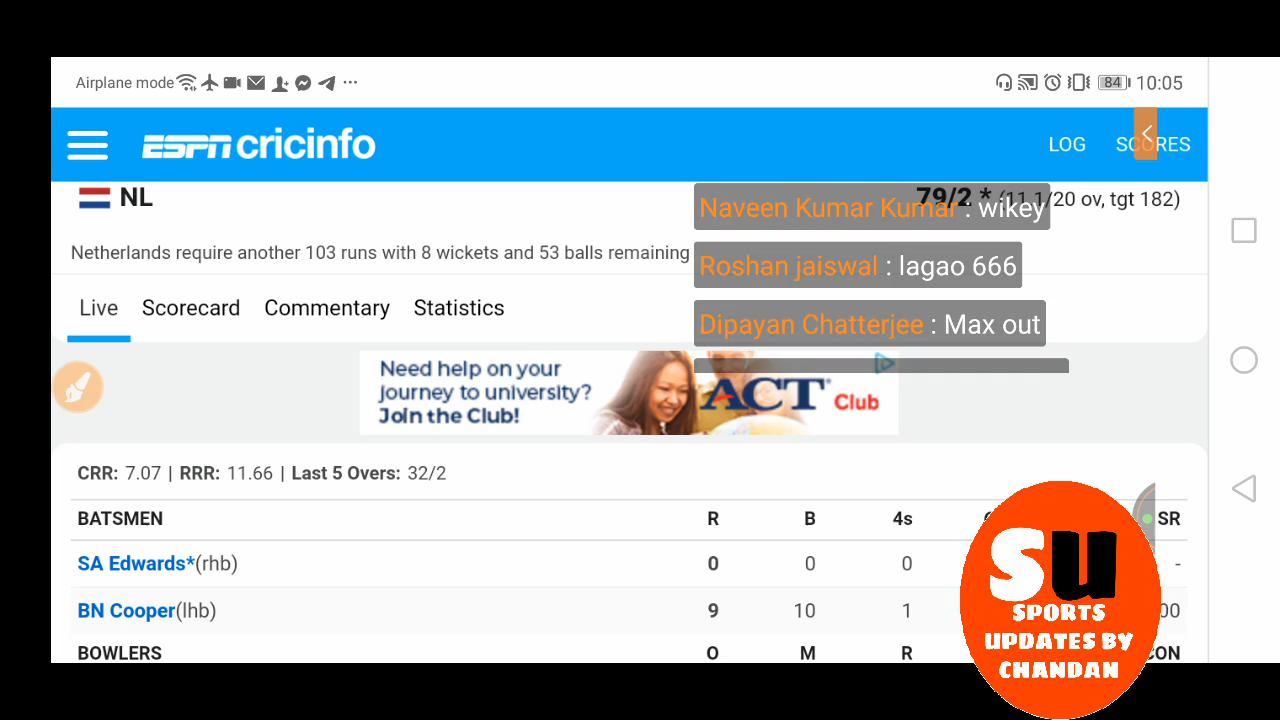 Airplane mode
84 10:05
ESPN cricinfo
LOG SCORES
NL
79/2 * (11.1/20 ov, tgt 182)
Naveen Kumar Kumar : wikey
Netherlands require another 103 runs with 8 wickets and 53 balls remaining
Roshan jaiswal : lagao 666
Dipayan Chatterjee : Max out
Live Scorecard Commentary Statistics
Need help on your
journey to university?
Join the Club!
ACT Club
CRR: 7.07 | RRR: 11.66 | Last 5 Overs: 32/2
BATSMEN R B 4s SR
SA Edwards*(rhb) 0 0 0 -
BN Cooper(lhb) 9 10 1 00
BOWLERS O M R CON
SU
SPORTS
UPDATES BY
CHANDAN